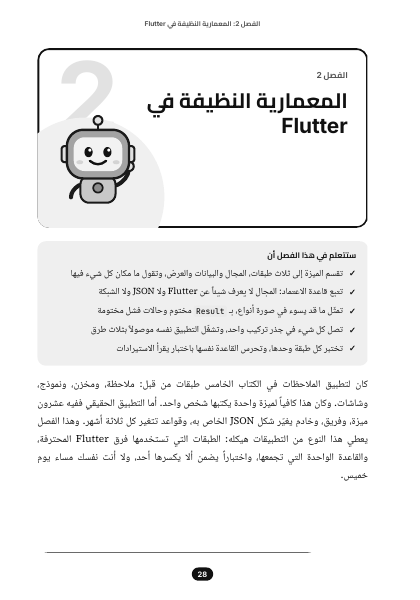 الفصل 2: المعمارية النظيفة في Flutter
2
الفصل 2
المعمارية النظيفة في
Flutter
ستتعلم في هذا الفصل أن
✓ تقسم الميزة إلى ثلاث طبقات، المجال والبيانات والعرض، وتقول ما مكان كل شيء فيها
✓ تتبع قاعدة الاعتماد: المجال لا يعرف شيئاً عن Flutter ولا JSON ولا الشبكة
✓ تمثّل ما قد يسوء في صورة أنواع، بـ Result مختوم وحالات فشل مختومة
✓ تصل كل شيء في جذر تركيب واحد، وتشغّل التطبيق نفسه موصولاً بثلاث طرق
✓ تختبر كل طبقة وحدها، وتحرس القاعدة نفسها باختبار يقرأ الاستيرادات
كان لتطبيق الملاحظات في الكتاب الخامس طبقات من قبل: ملاحظة، ومخزن، ونموذج،
وشاشات. وكان هذا كافياً لميزة واحدة يكتبها شخص واحد. أما التطبيق الحقيقي ففيه عشرون
ميزة، وفريق، وخادم يغيّر شكل JSON الخاص به، وقواعد تتغير كل ثلاثة أشهر. وهذا الفصل
يعطي هذا النوع من التطبيقات هيكله: الطبقات التي تستخدمها فرق Flutter المحترفة،
والقاعدة الواحدة التي تجمعها، واختباراً يضمن ألا يكسرها أحد، ولا أنت نفسك مساء يوم
خميس.
28